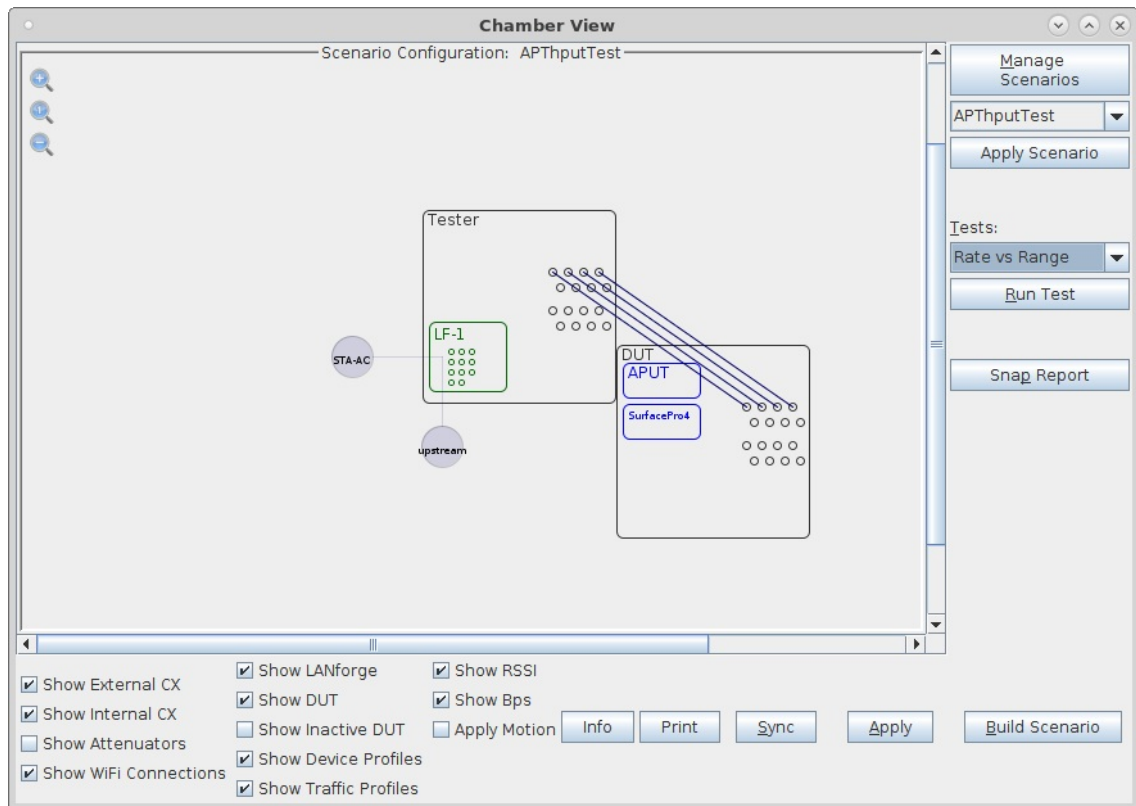 Chamber View
Scenario Configuration: APThputTest
Manage
Scenarios
APThputTest
Apply Scenario
Tests:
Rate vs Range
Run Test
Snap Report
Tester
LF-1
STA-AC
upstream
DUT
APUT
SurfacePro4
Show External CX
Show Internal CX
Show Attenuators
Show WiFi Connections
Show LANforge
Show DUT
Show Inactive DUT
Show Device Profiles
Show Traffic Profiles
Show RSSI
Show Bps
Apply Motion
Info
Print
Sync
Apply
Build Scenario